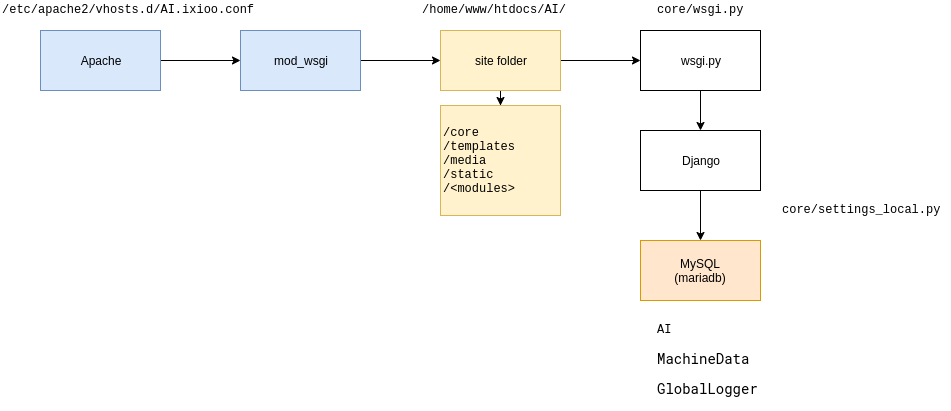 /etc/apache2/vhosts.d/AI.ixioo.conf
/home/www/htdocs/AI/
core/wsgi.py
Apache
mod_wsgi
site folder
wsgi.py
/core
/templates
/media
/static
/<modules>
Django
core/settings_local.py
MySQL
(mariadb)
AI
MachineData
GlobalLogger